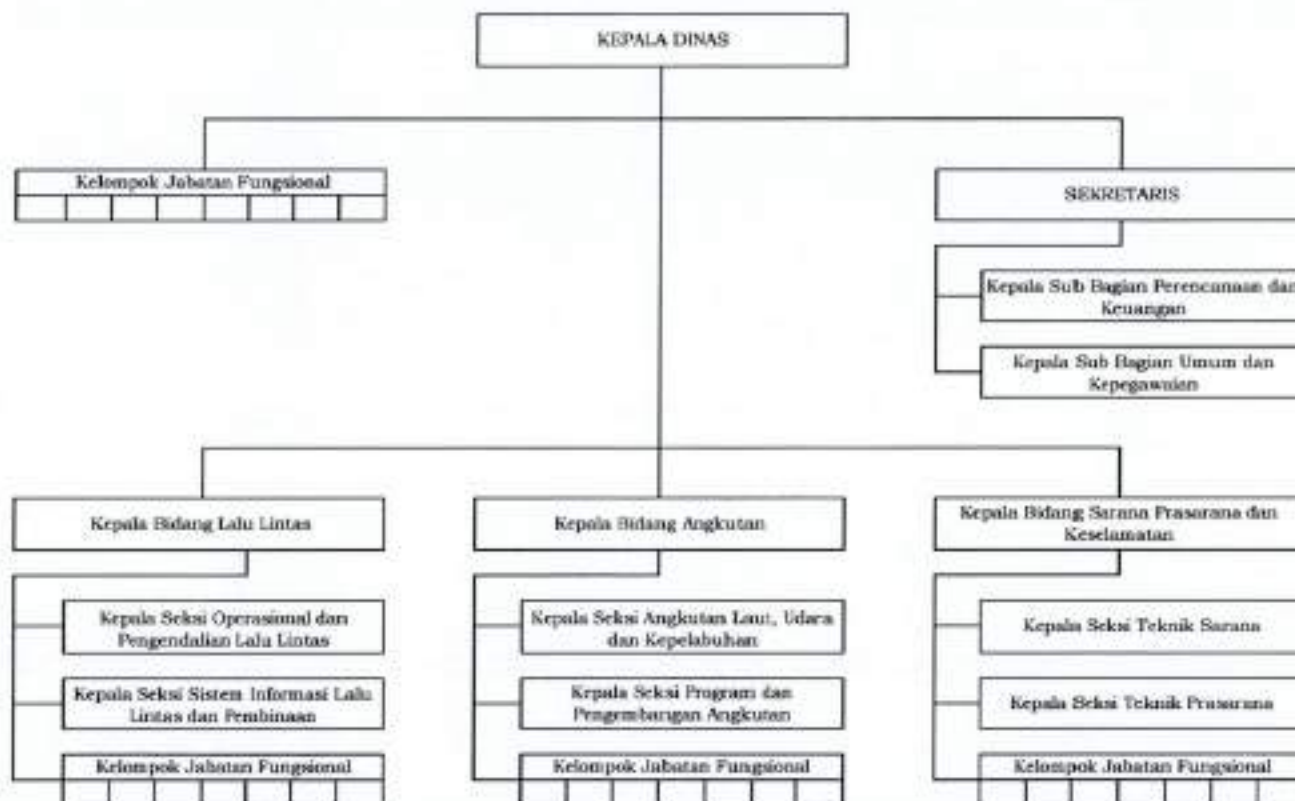 KEPALA DINAS
Kelompok Jabatan Fungsional
SEKRETARIS
Kepala Sub Bagian Perencanaan dan
Keuangan
Kepala Sub Bagian Umum dan
Kepegawaian
Kepala Bidang Lalu Lintas
Kepala Seksi Operasional dan
Pengendalian Lalu Lintas
Kepala Seksi Sistem Informasi Lalu
Lintas dan Pembinaan
Kelompok Jabatan Fungsional
Kepala Bidang Angkutan
Kepala Seksi Angkutan Laut, Udara
dan Kepelabuhan
Kepala Seksi Program dan
Pengembangan Angkutan
Kelompok Jabatan Fungsional
Kepala Bidang Sarana Prasarana dan
Keselamatan
Kepala Seksi Teknik Sarana
Kepala Seksi Teknik Prasarana
Kelompok Jabatan Fungsional